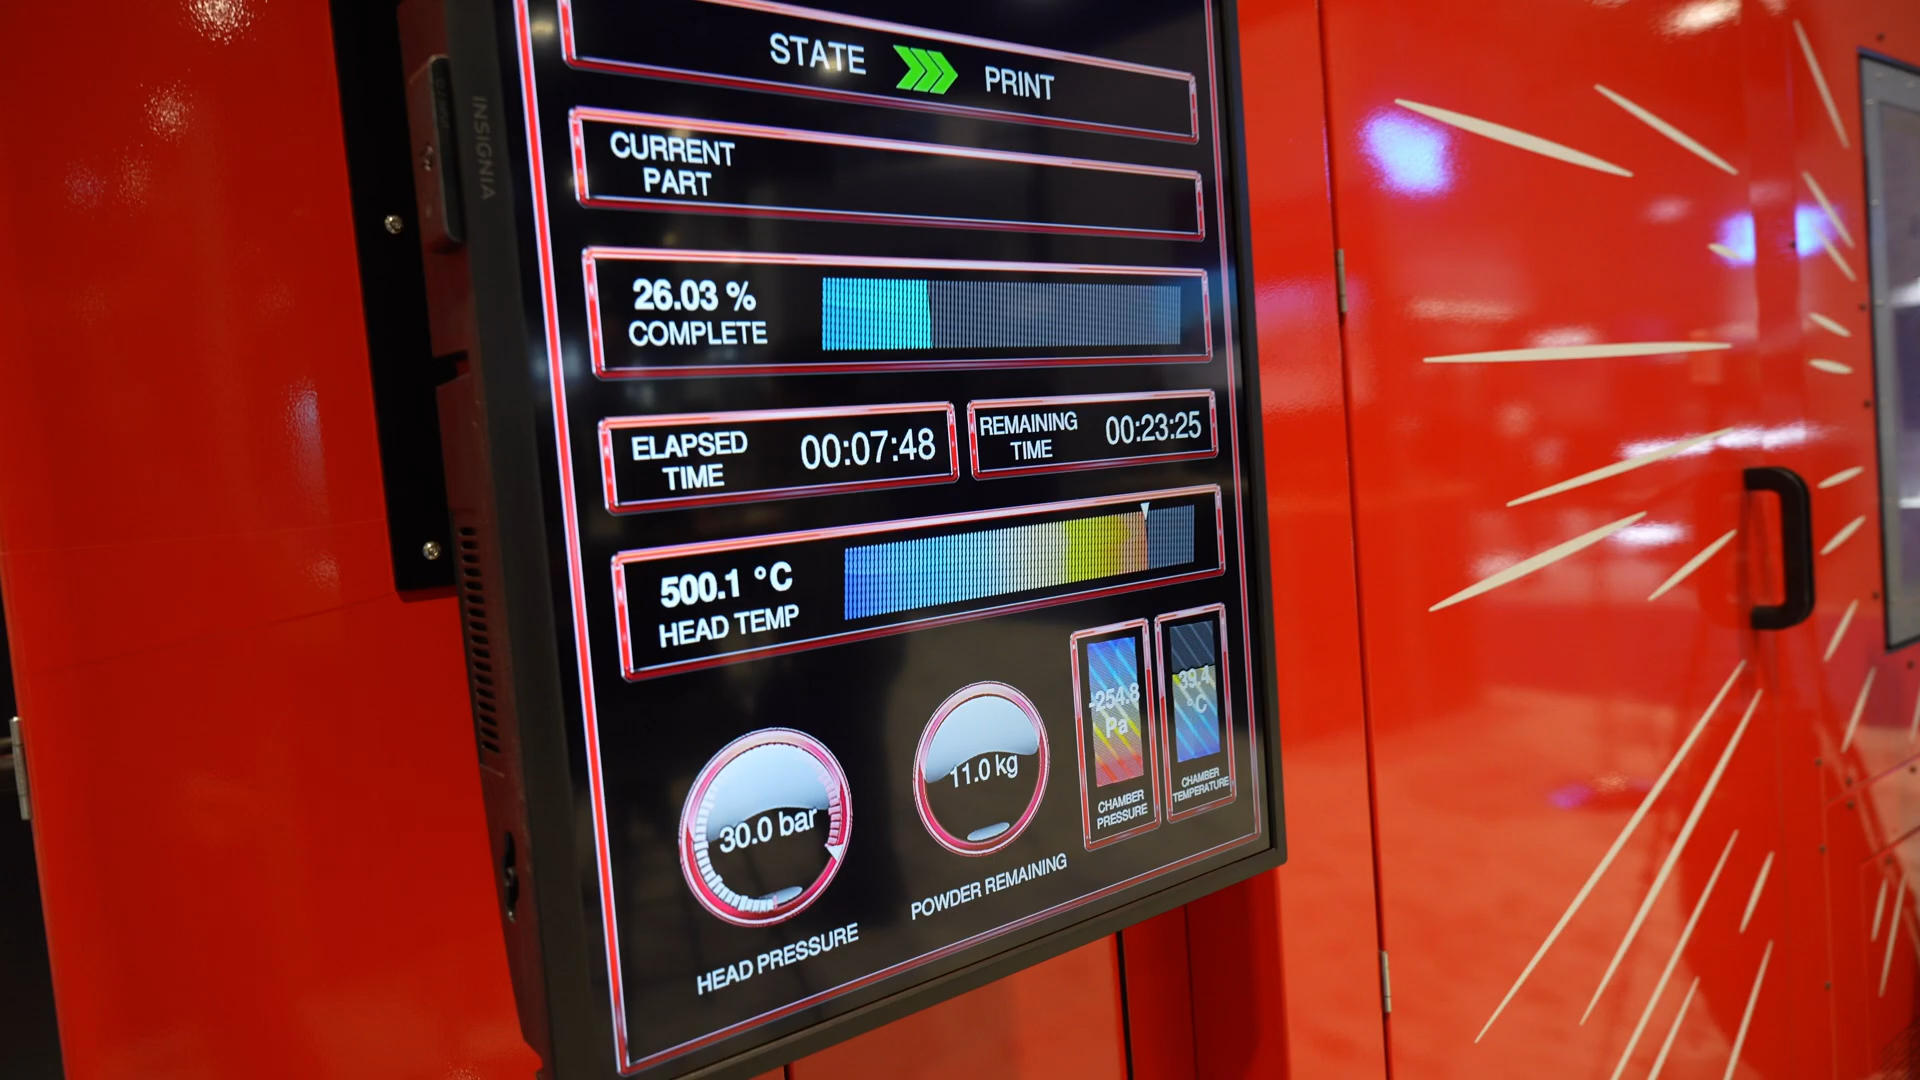 STATE PRINT
CURRENT
PART
26.03 %
COMPLETE
ELAPSED
TIME
00:07:48
REMAINING
TIME
00:23:25
500.1 °C
HEAD TEMP
30.0 bar
HEAD PRESSURE
11.0 kg
POWDER REMAINING
-254.8
Pa
CHAMBER
PRESSURE
39.4
°C
CHAMBER
TEMPERATURE
INSIGNIA